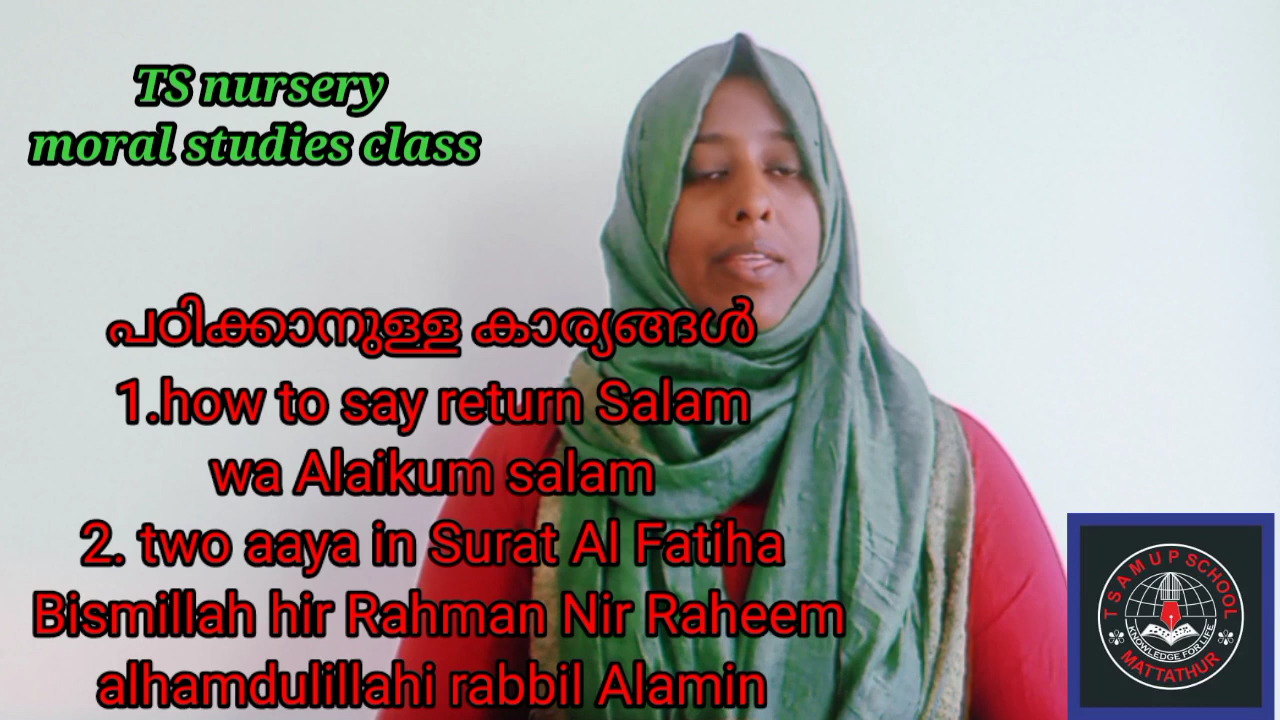 TS nursery
moral studies class
പഠിക്കാനുള്ള കാര്യങ്ങൾ
1.how to say return Salam
wa Alaikum salam
2. two aaya in Surat Al Fatiha
Bismillah hir Rahman Nir Raheem
alhamdulillahi rabbil Alamin
T S A M U P SCHOOL
KNOWLEDGE FOR LIFE
MATTATHUR